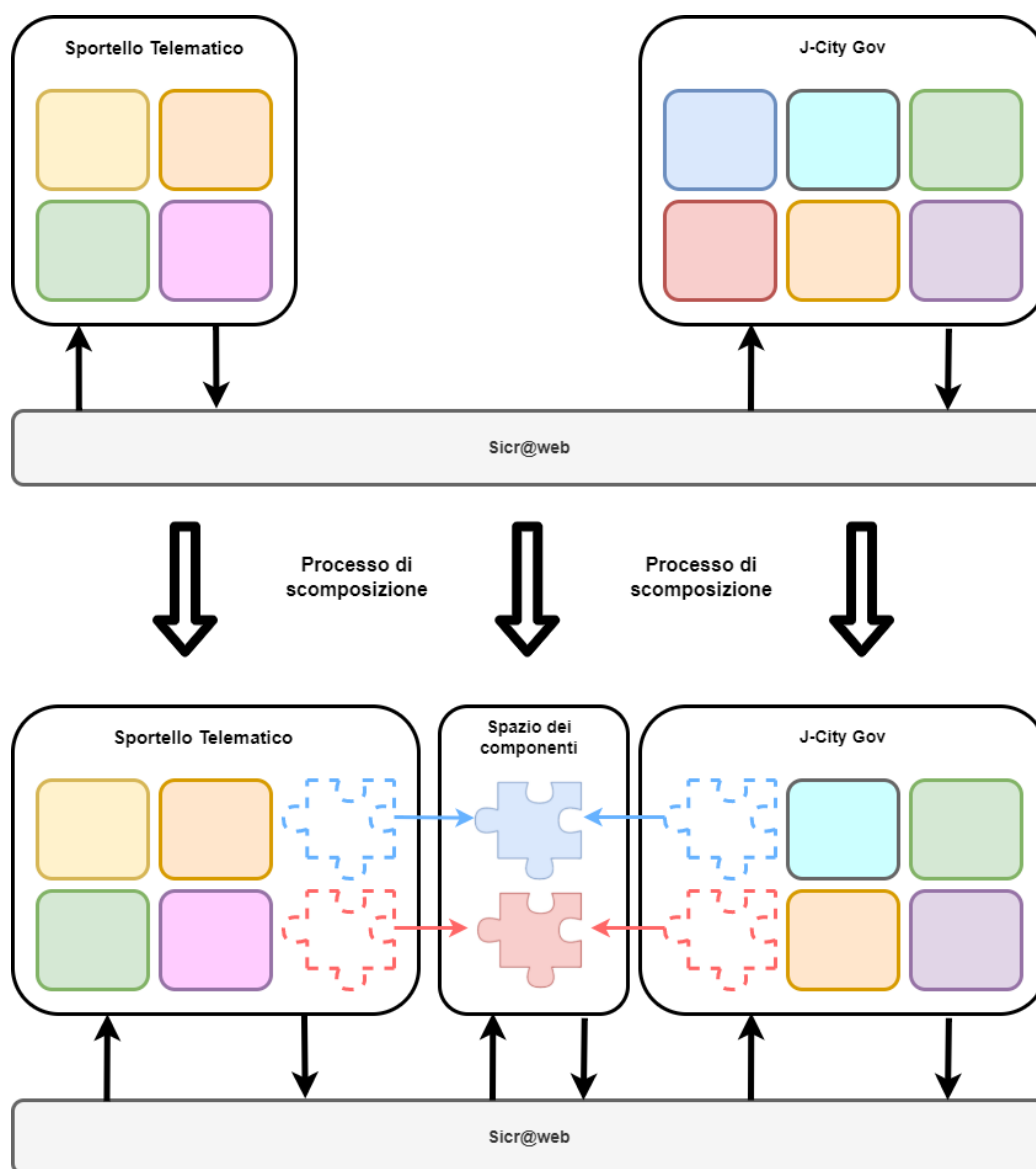 Sportello Telematico
J-City Gov
Sicr@web
Processo di
scomposizione
Processo di
scomposizione
Sportello Telematico
Spazio dei
componenti
J-City Gov
Sicr@web